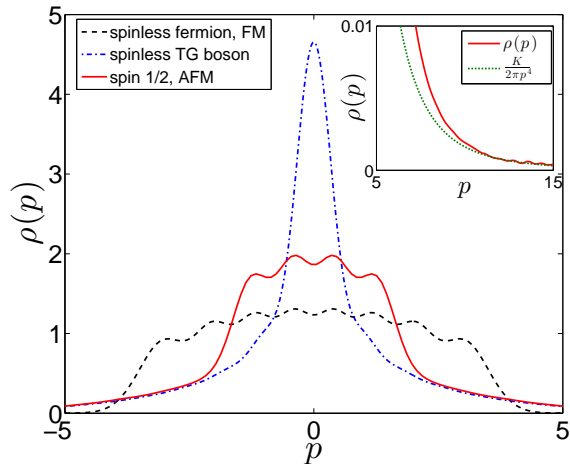 spinless fermion, FM
spinless TG boson
spin 1/2, AFM
ρ(p)
5
4
3
2
1
0
−5
0
5
p
0.01
0
ρ(p)
5
15
p
ρ(p)
K/2πp⁴